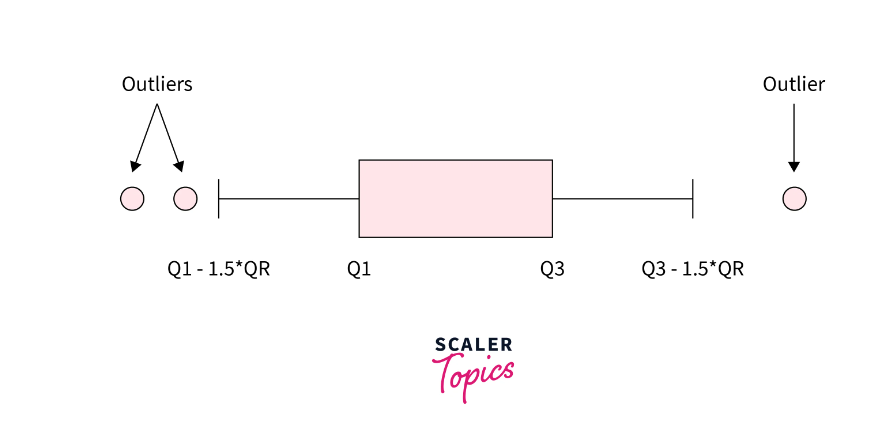 Outliers
Outlier
Q1 - 1.5*QR
Q1
Q3
Q3 - 1.5*QR
SCALER
Topics